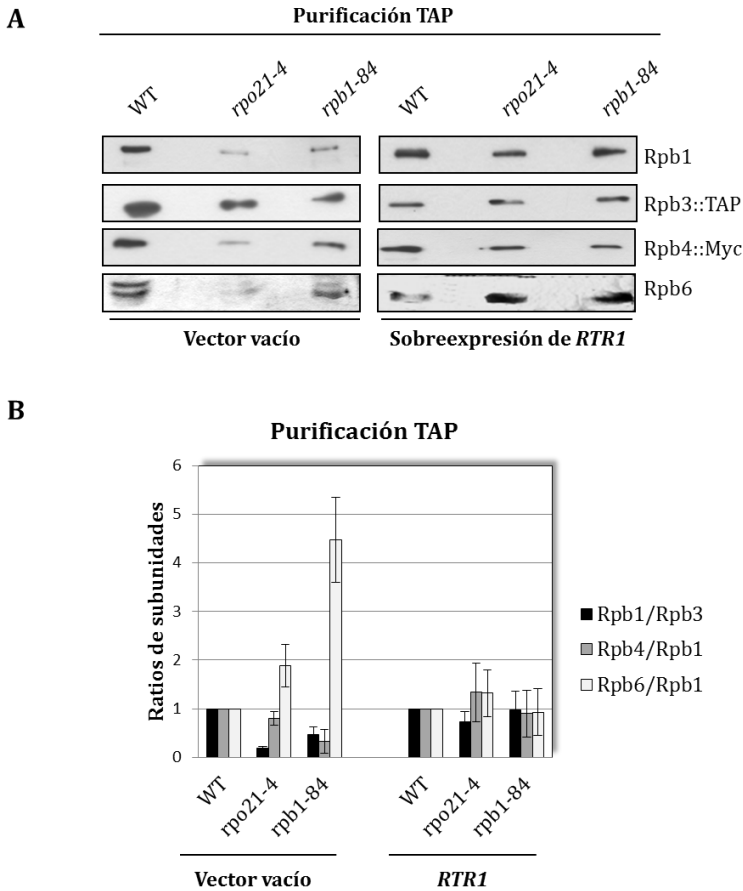 A
Purificación TAP
WT
rpo21-4
rpb1-84
WT
rpo21-4
rpb1-84
Rpb1
Rpb3::TAP
Rpb4::Myc
Rpb6
Vector vacío
Sobreexpresión de RTR1
B
Purificación TAP
Ratios de subunidades
6
5
4
3
2
1
0
Rpb1/Rpb3
Rpb4/Rpb1
Rpb6/Rpb1
WT
rpo21-4
rpb1-84
WT
rpo21-4
rpb1-84
Vector vacío
RTR1